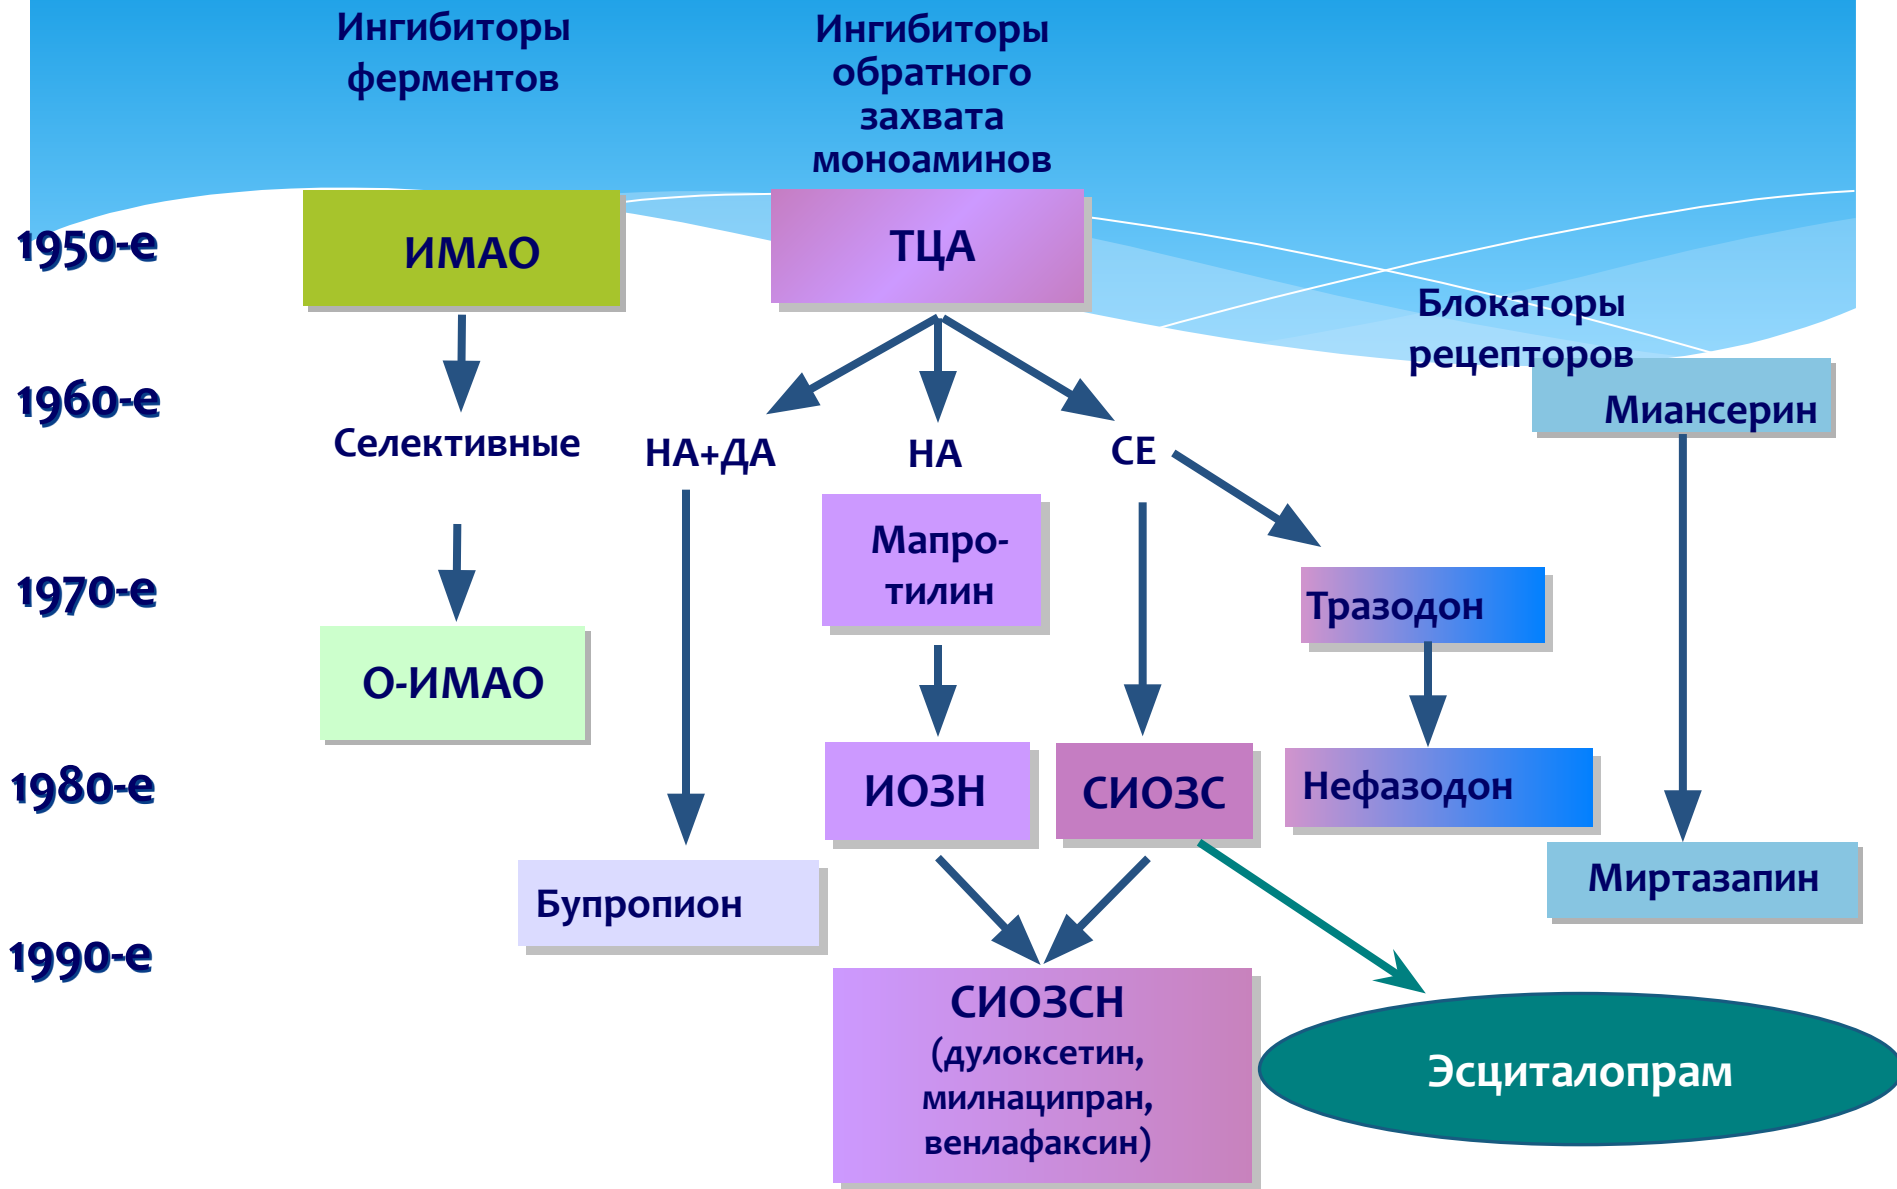 Ингибиторы
ферментов
Ингибиторы
обратного
захвата
моноаминов
1950-е
ИМАО
ТЦА
Блокаторы
рецепторов
1960-е
Миансерин
Селективные
НА+ДА
НА
СЕ
Мапро-
тилин
1970-е
Тразодон
О-ИМАО
1980-е
ИОЗН
СИОЗС
Нефазодон
Миртазапин
Бупропион
1990-е
СИОЗСН
(дулоксетин,
милнаципран,
венлафаксин)
Эсциталопрам